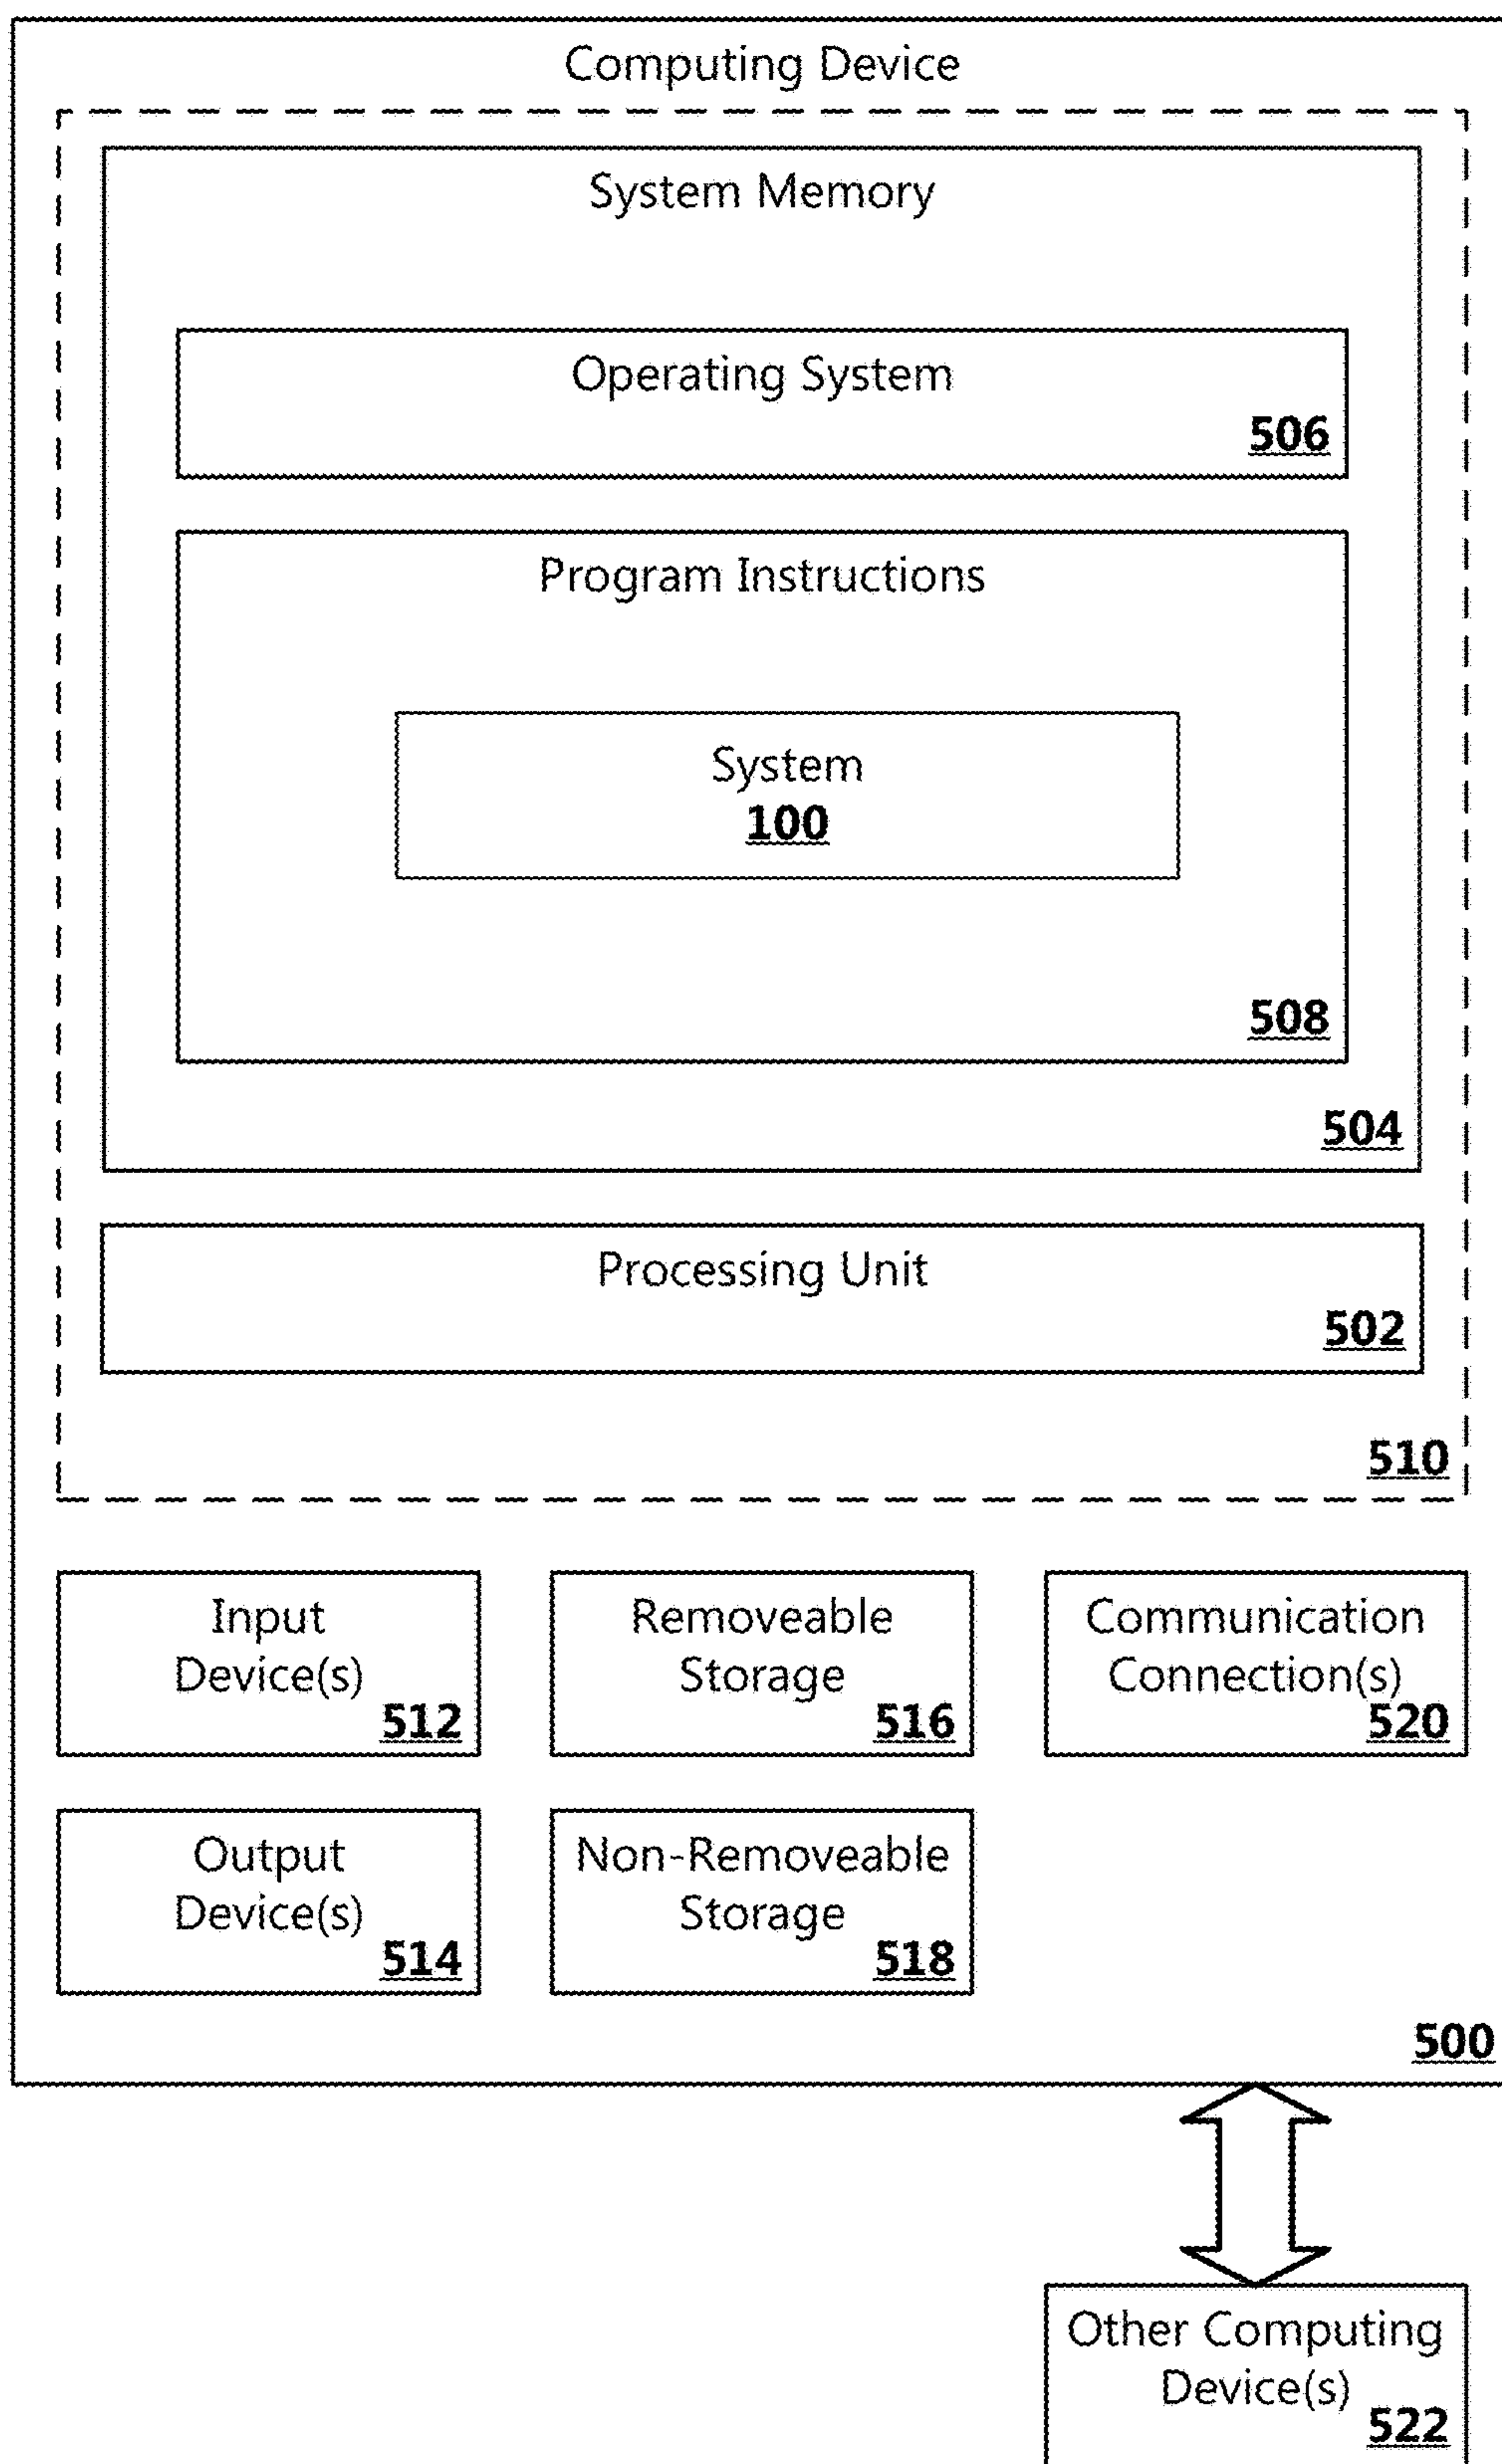 Computing Device
System Memory
Operating System
506
Program Instructions
System
100
508
504
Processing Unit
502
510
Input
Device(s)
512
Removeable
Storage
516
Communication
Connection(s)
520
Output
Device(s)
514
Non-Removeable
Storage
518
500
Other Computing
Device(s)
522